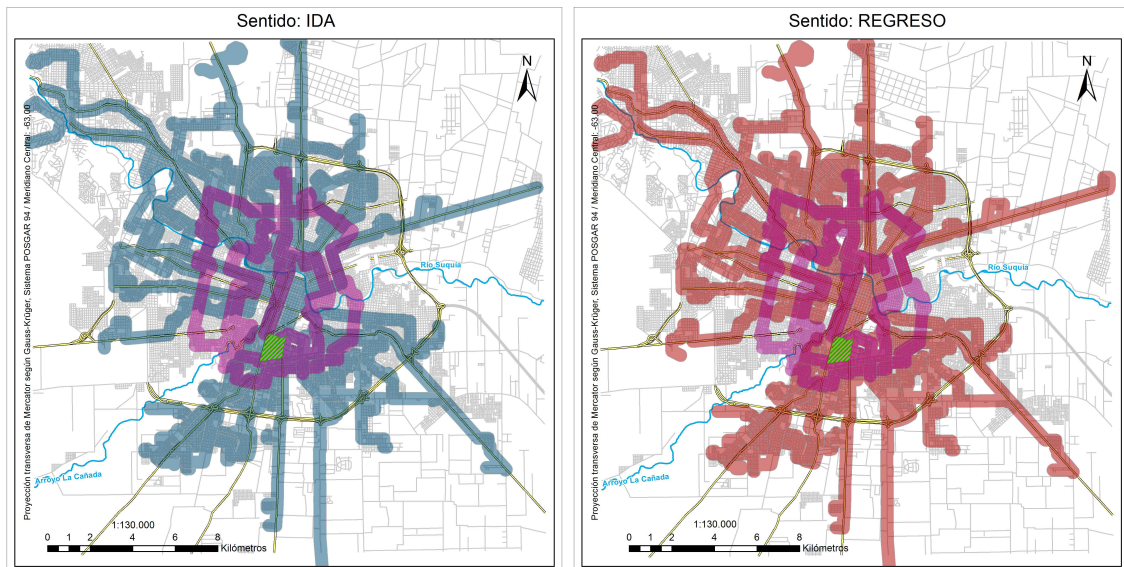 Sentido: IDA
N
Proyección transversa de Mercator según Gauss-Krüger, Sistema POSGAR 94 / Meridiano Central: -63,00
Río Suquía
Arroyo La Cañada
1:130.000
0 1 2 4 6 8
Kilómetros
Sentido: REGRESO
N
Proyección transversa de Mercator según Gauss-Krüger, Sistema POSGAR 94 / Meridiano Central: -63,00
Río Suquía
Arroyo La Cañada
1:130.000
0 1 2 4 6 8
Kilómetros